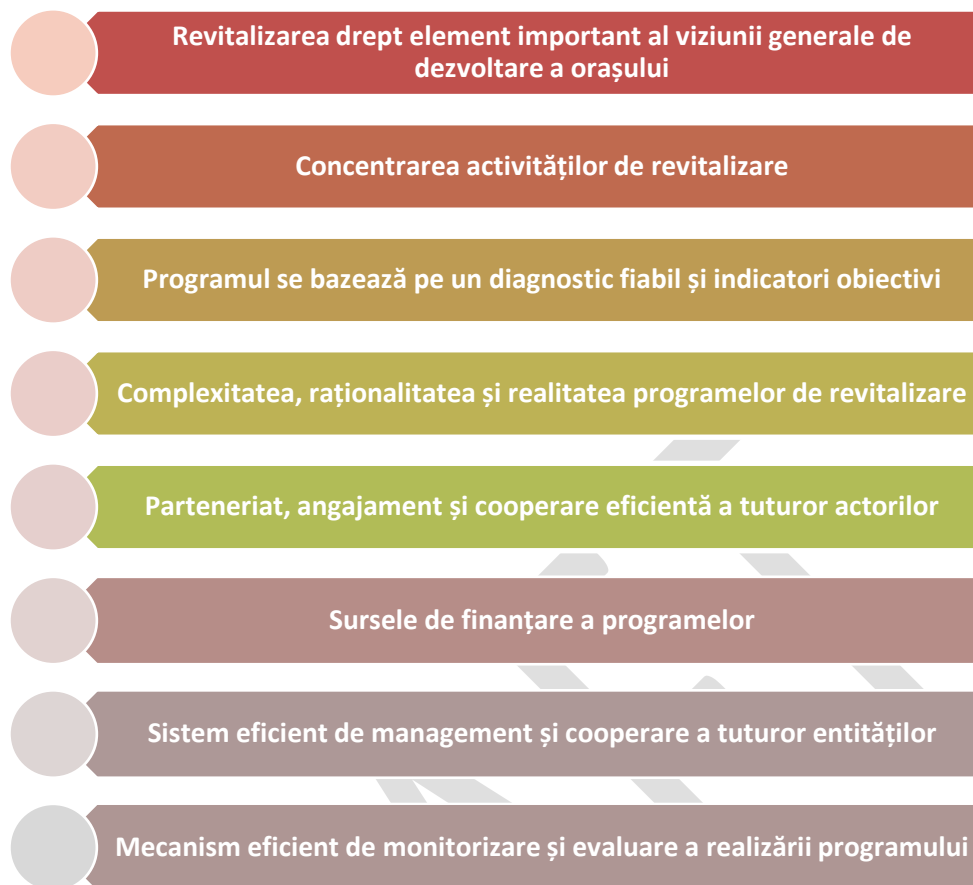 Revitalizarea drept element important al viziunii generale de
dezvoltare a orașului
Concentrarea activităților de revitalizare
Programul se bazează pe un diagnostic fiabil și indicatori obiectivi
Complexitatea, raționalitatea și realitatea programelor de revitalizare
Parteneriat, angajament și cooperare eficientă a tuturor actorilor
Sursele de finanțare a programelor
Sistem eficient de management și cooperare a tuturor entităților
Mecanism eficient de monitorizare și evaluare a realizării programului